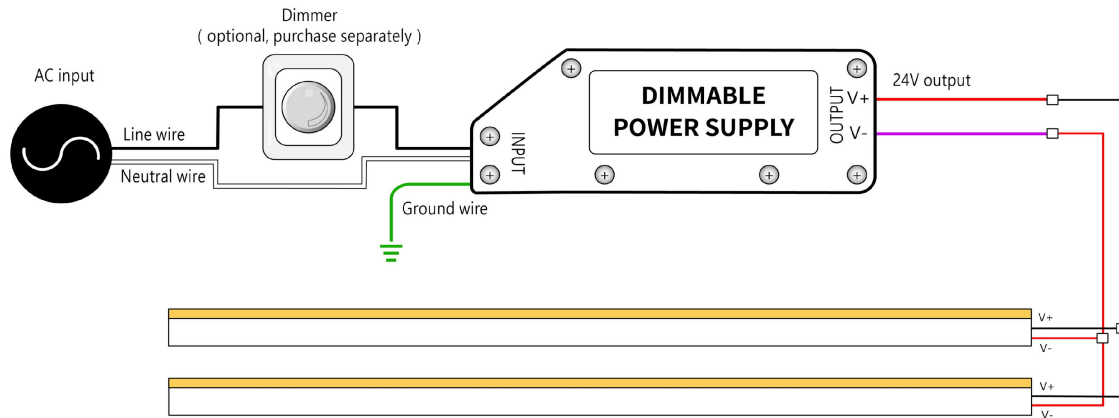 Dimmer
( optional, purchase separately )
AC input
Line wire
Neutral wire
Ground wire
INPUT
DIMMABLE
POWER SUPPLY
OUTPUT
V+
V-
24V output
V+
V-
V+
V-